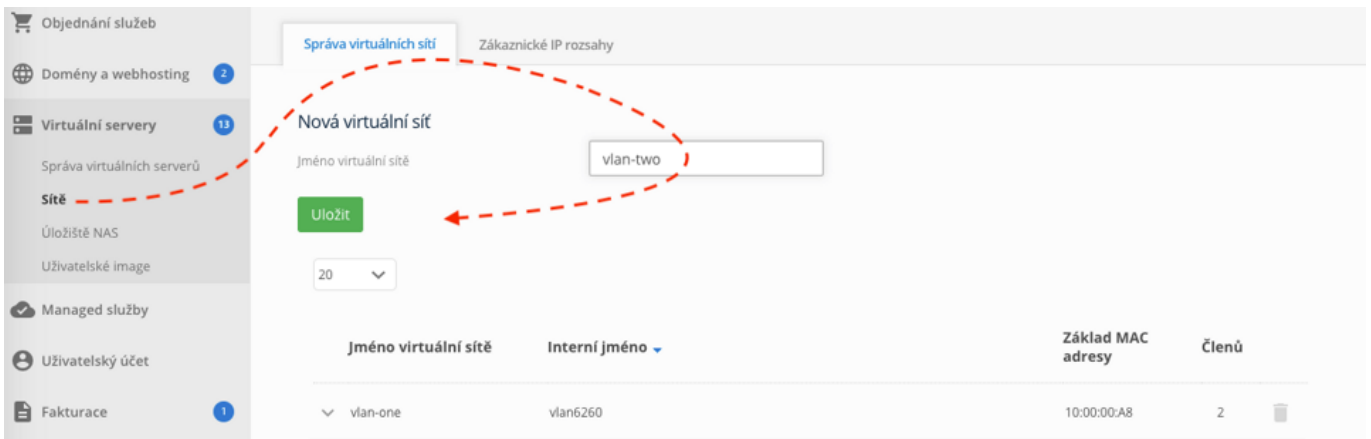 Objednání služeb
Domény a webhosting 2
Virtuální servery 13
Správa virtuálních serverů
Sítě
Úložiště NAS
Uživatelské image
Managed služby
Uživatelský účet
Fakturace 1
Správa virtuálních sítí Zákaznické IP rozsahy
Nová virtuální síť
Jméno virtuální sítě vlan-two
Uložit
20
Jméno virtuální sítě Interní jméno Základ MAC adresy Členů
vlan-one vlan6260 10:00:00:A8 2